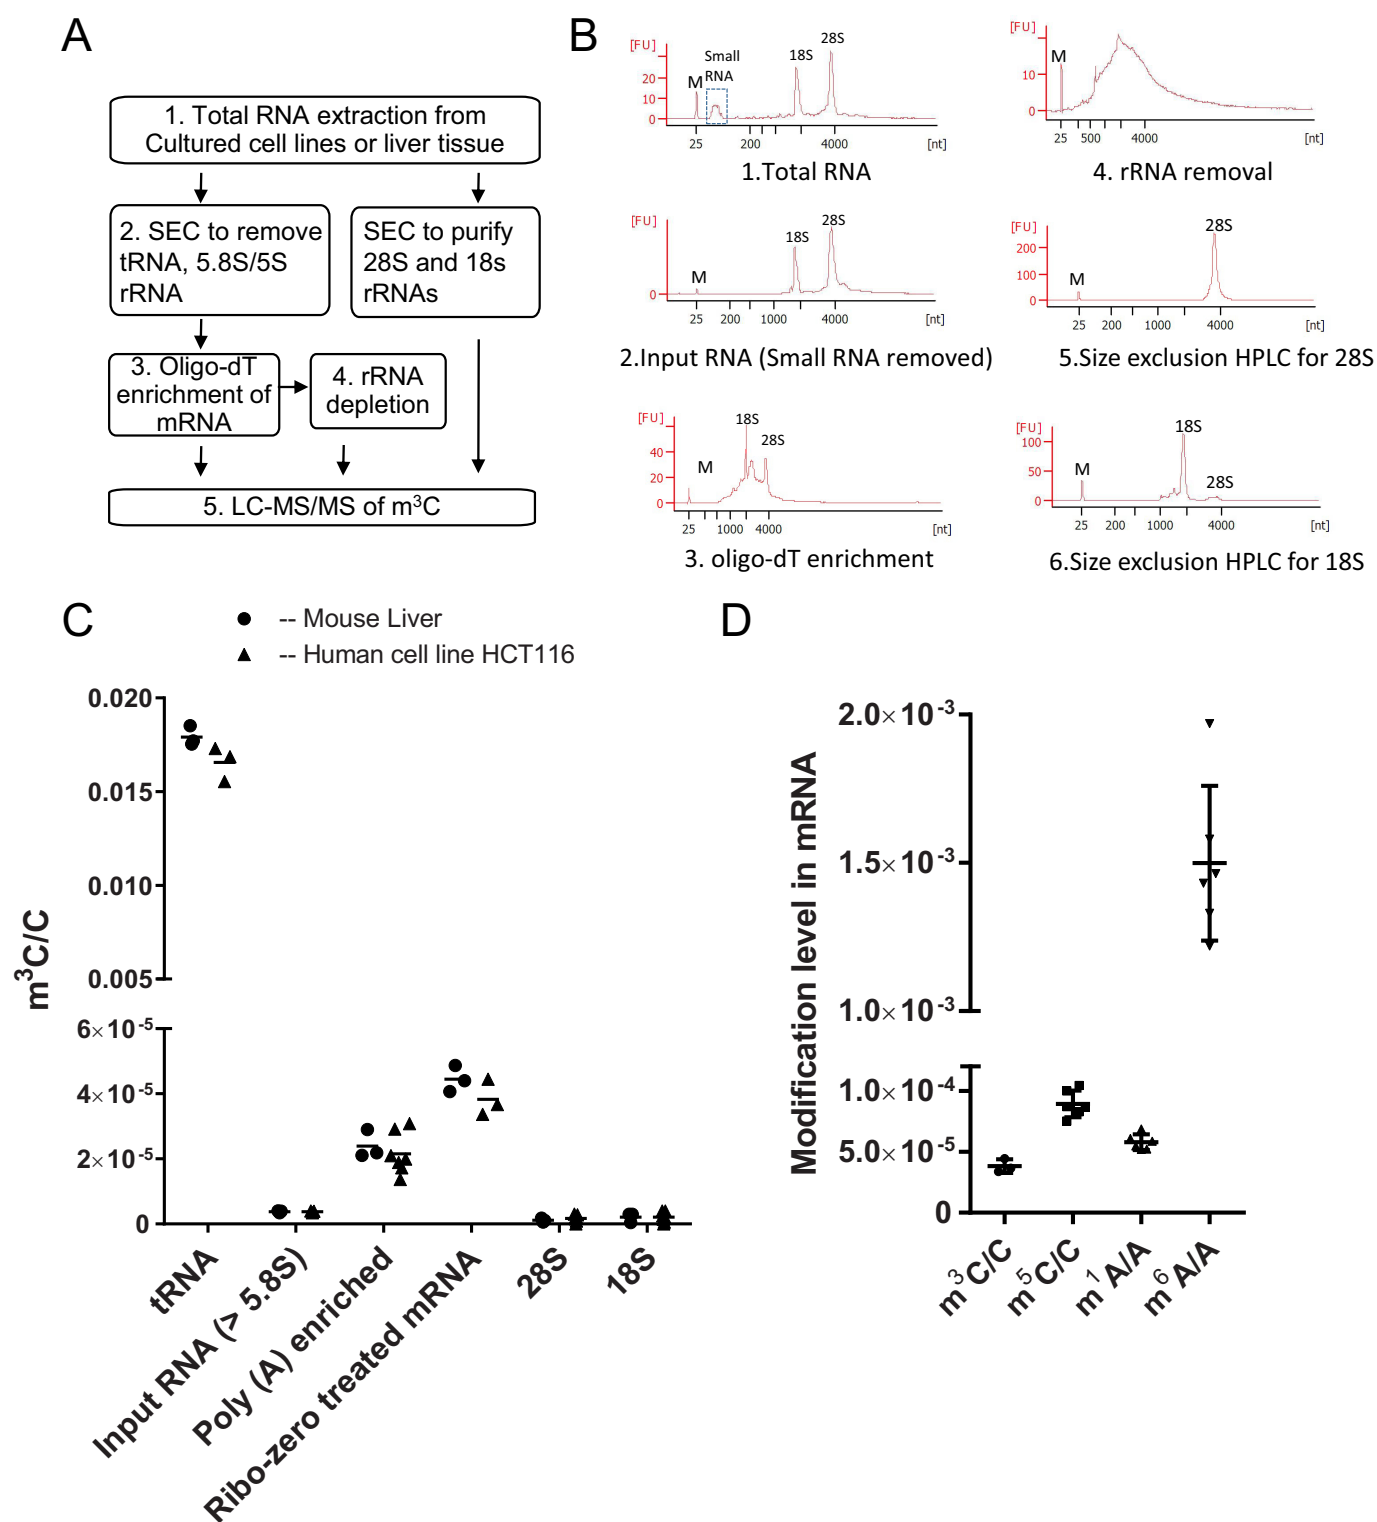 A
1. Total RNA extraction from
Cultured cell lines or liver tissue
2. SEC to remove
tRNA, 5.8S/5S
rRNA
SEC to purify
28S and 18s
rRNAs
3. Oligo-dT
enrichment of
mRNA
4. rRNA
depletion
5. LC-MS/MS of m³C
B
[FU]
20
10
0
M
Small
RNA
18S
28S
25 200 4000 [nt]
1.Total RNA
[FU]
10
0
M
25 500 4000 [nt]
4. rRNA removal
[FU]
0
M
18S
28S
25 200 1000 4000 [nt]
2.Input RNA (Small RNA removed)
[FU]
200
100
0
M
28S
25 200 1000 4000 [nt]
5.Size exclusion HPLC for 28S
[FU]
40
20
0
M
18S
28S
25 1000 4000 [nt]
3. oligo-dT enrichment
[FU]
100
50
0
M
18S
28S
25 200 1000 4000 [nt]
6.Size exclusion HPLC for 18S
C
-- Mouse Liver
-- Human cell line HCT116
m³C/C
0.020
0.015
0.010
0.005
6×10⁻⁵
4×10⁻⁵
2×10⁻⁵
0
tRNA
Input RNA (> 5.8S)
Poly (A) enriched
Ribo-zero treated mRNA
28S
18S
D
Modification level in mRNA
2.0×10⁻³
1.5×10⁻³
1.0×10⁻³
1.0×10⁻⁴
5.0×10⁻⁵
0
m³C/C
m⁵C/C
m¹A/A
m⁶A/A